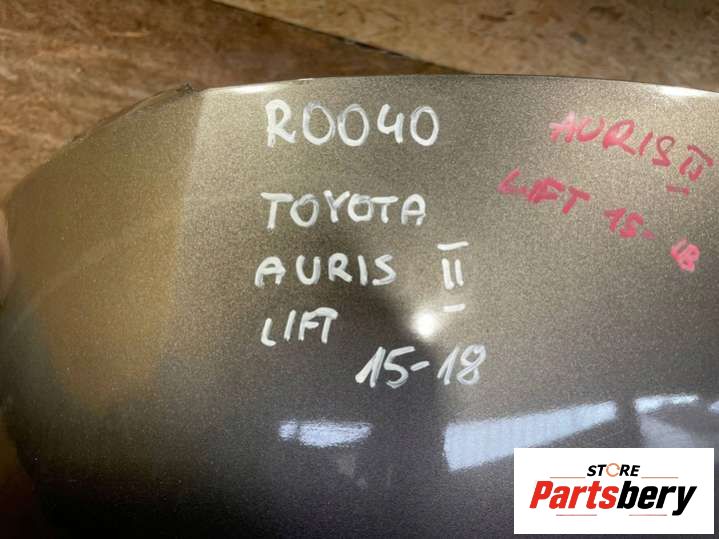 R0040
TOYOTA
AURIS II
LIFT
15-18
AURIS II
LIFT 15-18
STORE
Partsbery